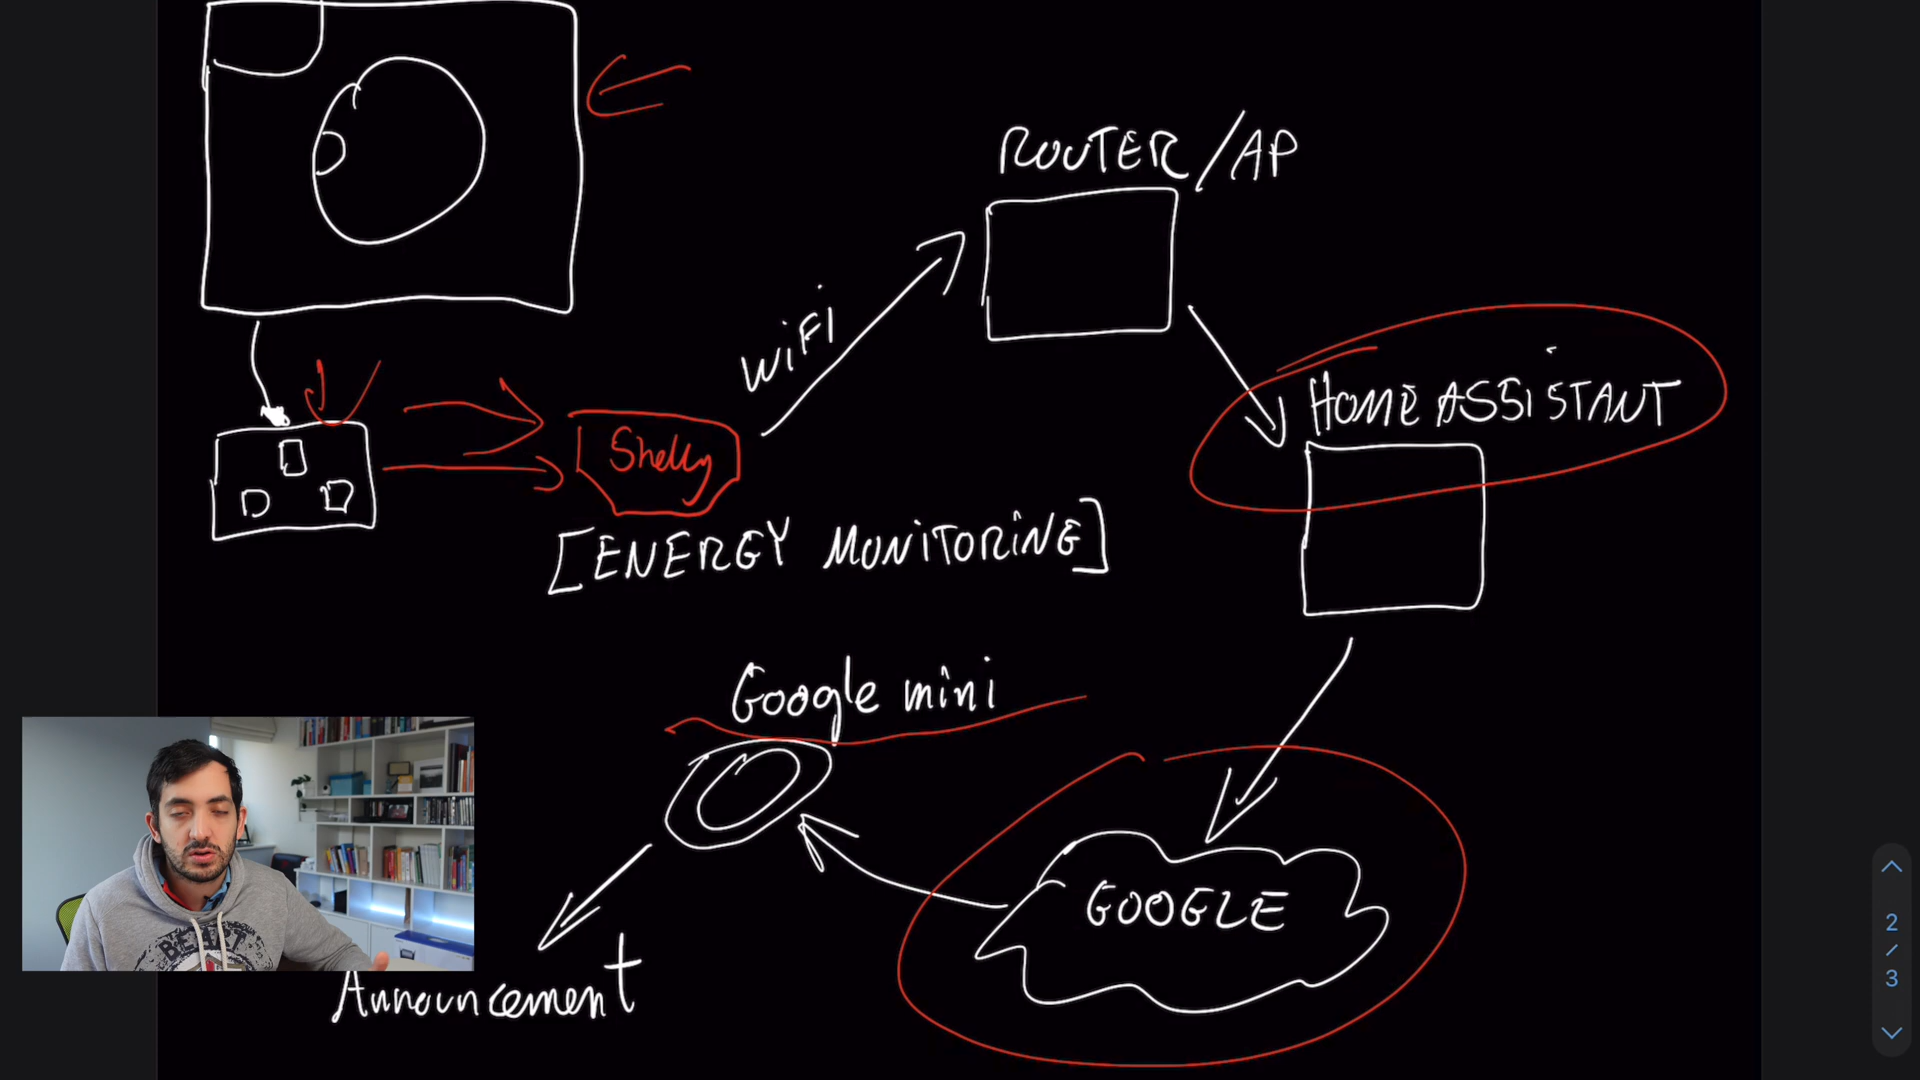 ROUTER/AP
WiFi
HOME ASSISTANT
Shelly
[ENERGY MONITORING]
Google mini
GOOGLE
Announcement
2
/
3